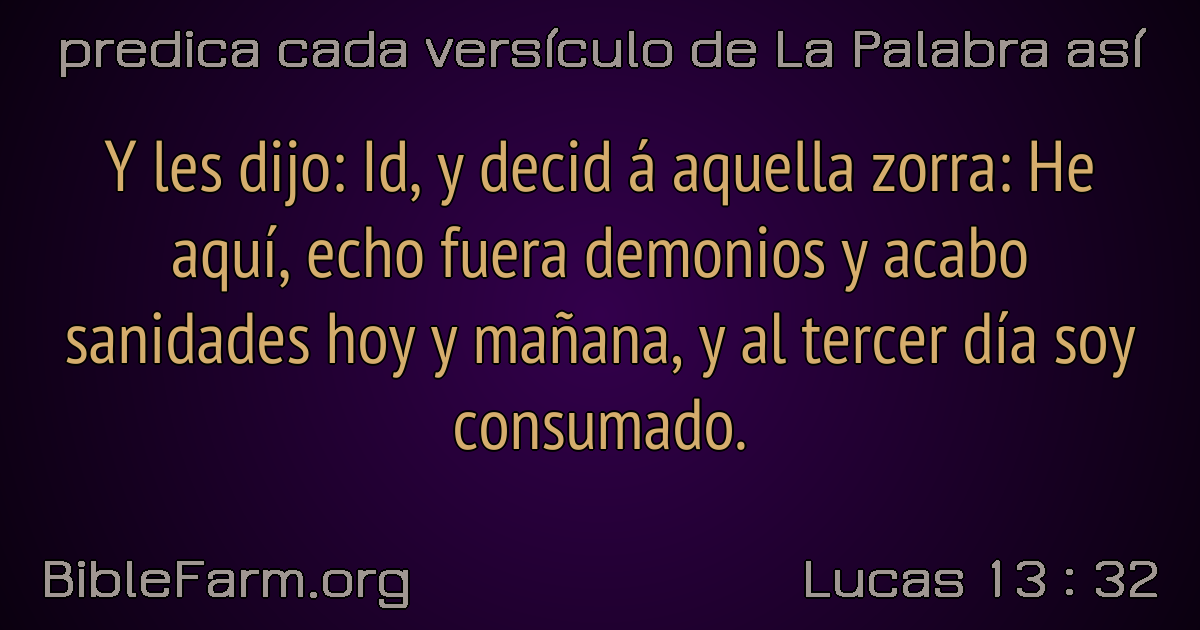 predica cada versículo de La Palabra así
Y les dijo: Id, y decid á aquella zorra: He
aquí, echo fuera demonios y acabo
sanidades hoy y mañana, y al tercer día soy
consumado.
BibleFarm.org
Lucas 13 : 32